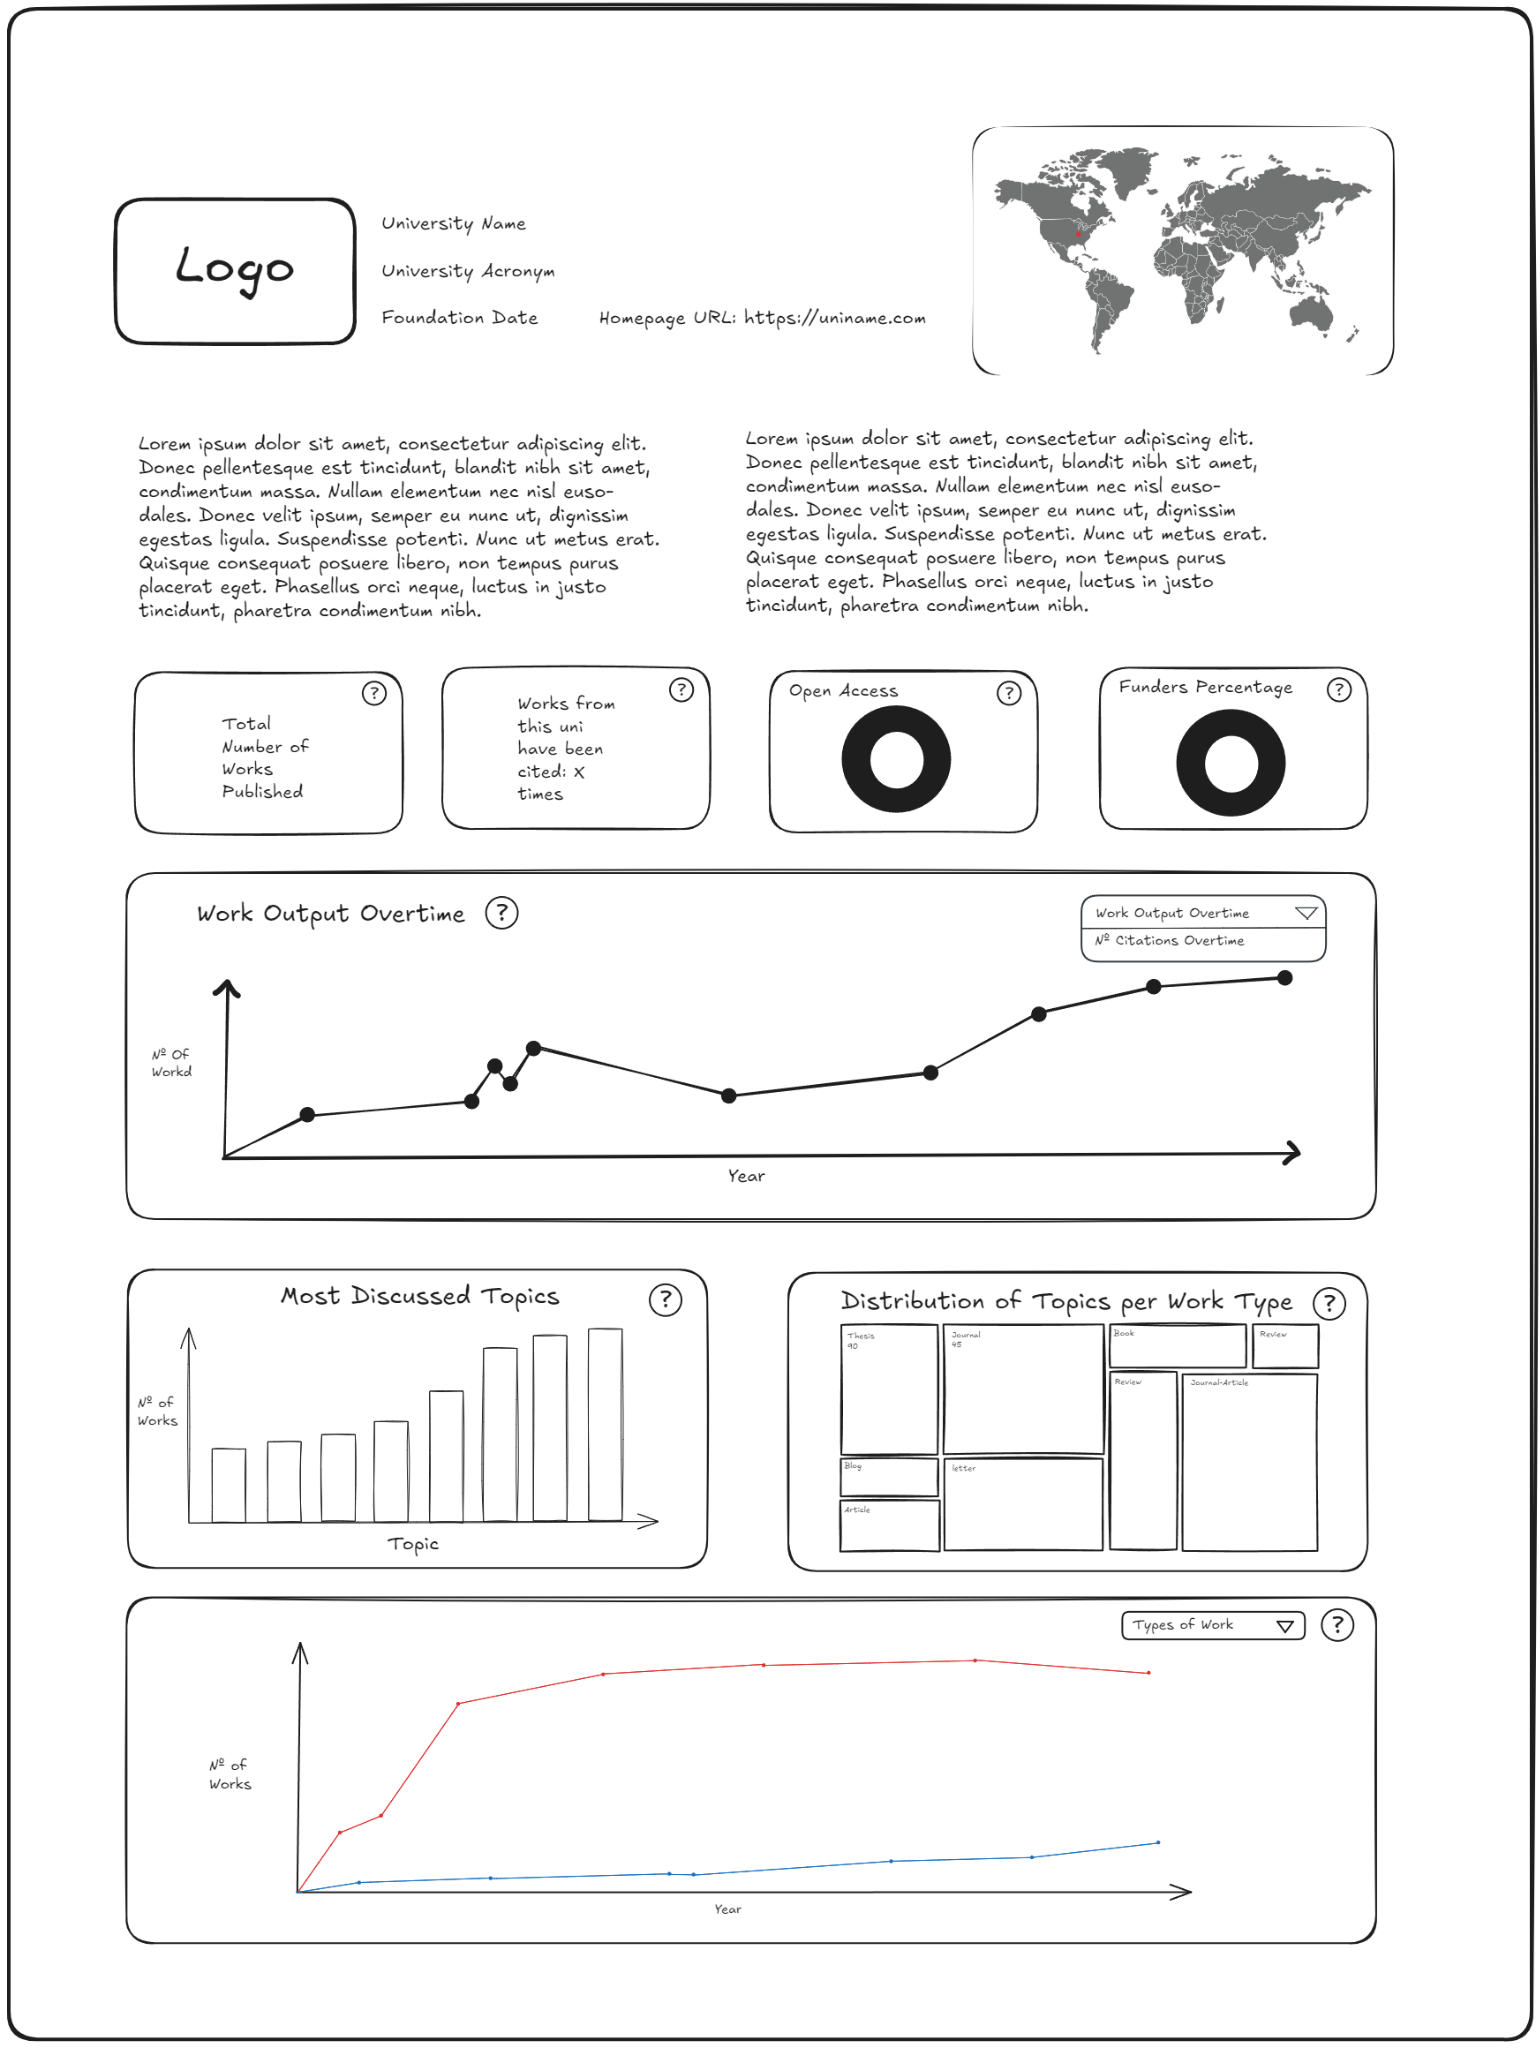 Logo
University Name
University Acronym
Foundation Date
Homepage URL: https://uniname.com
Lorem ipsum dolor sit amet, consectetur adipiscing elit.
Donec pellentesque est tincidunt, blandit nibh sit amet,
condimentum massa. Nullam elementum nec nisl euso-
dales. Donec velit ipsum, semper eu nunc ut, dignissim
egestas ligula. Suspendisse potenti. Nunc ut metus erat.
Quisque consequat posuere libero, non tempus purus
placerat eget. Phasellus orci neque, luctus in justo
tincidunt, pharetra condimentum nibh.
Lorem ipsum dolor sit amet, consectetur adipiscing elit.
Donec pellentesque est tincidunt, blandit nibh sit amet,
condimentum massa. Nullam elementum nec nisl euso-
dales. Donec velit ipsum, semper eu nunc ut, dignissim
egestas ligula. Suspendisse potenti. Nunc ut metus erat.
Quisque consequat posuere libero, non tempus purus
placerat eget. Phasellus orci neque, luctus in justo
tincidunt, pharetra condimentum nibh.
?
Total
Number of
Works
Published
?
Works from
this uni
have been
cited: X
times
Open Access
?
Funders Percentage
?
Work Output Overtime
?
Work Output Overtime
Nº Citations Overtime
Nº Of
Workd
Year
Most Discussed Topics
?
Nº of
Works
Topic
Distribution of Topics per Work Type
?
Thesis
90
Journal
45
Book
Review
Review
Journal-Article
Blog
letter
Article
Types of Work
?
Nº of
Works
Year